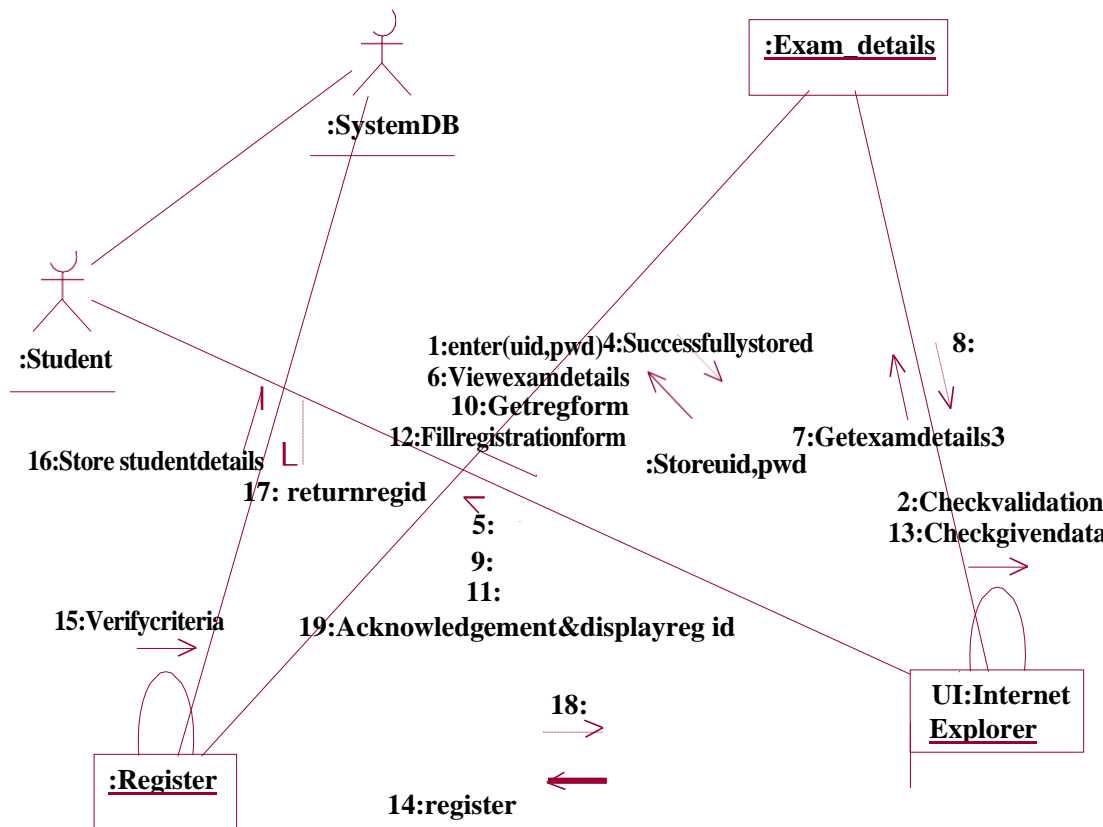 :Exam_details
:SystemDB
:Student
1:enter(uid,pwd)
4:Successfullystored
8:
6:Viewexamdetails
10:Getregform
12:Fillregistrationform
7:Getexamdetails3
:Storeuid,pwd
16:Store studentdetails
17: returnregid
2:Checkvalidation
13:Checkgivendata
5:
9:
11:
15:Verifycriteria
19:Acknowledgement&displayreg id
UI:Internet
Explorer
18:
:Register
14:register